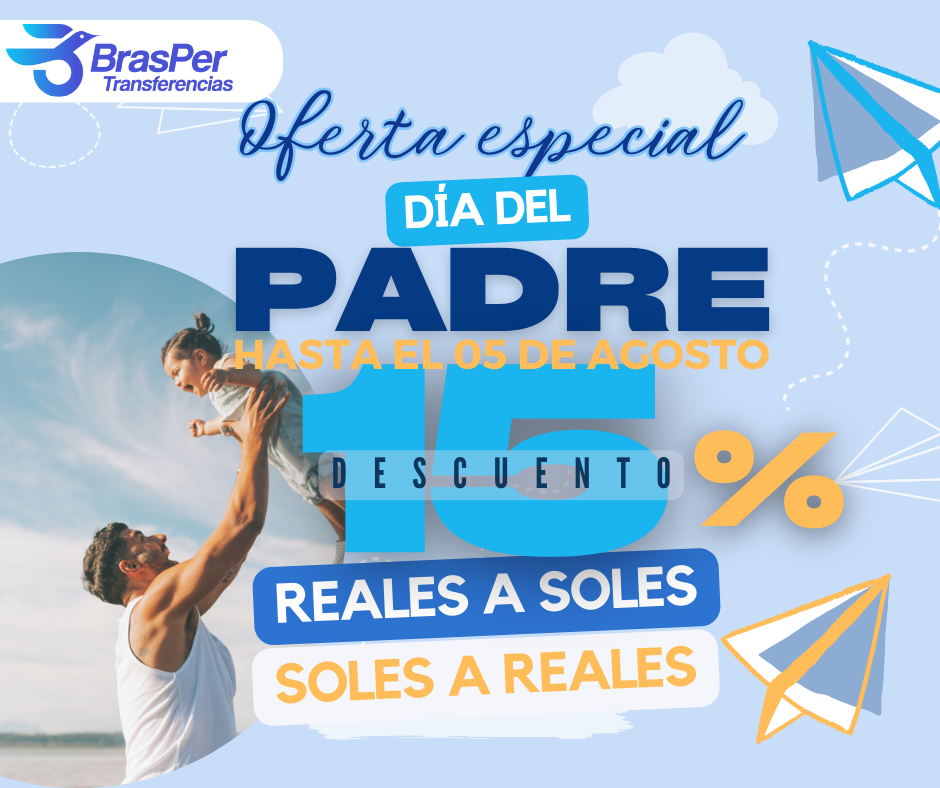 BrasPer
Transferencias
Oferta especial
DÍA DEL
PADRE
HASTA EL 05 DE AGOSTO
15%
DESCUENTO
REALES A SOLES
SOLES A REALES